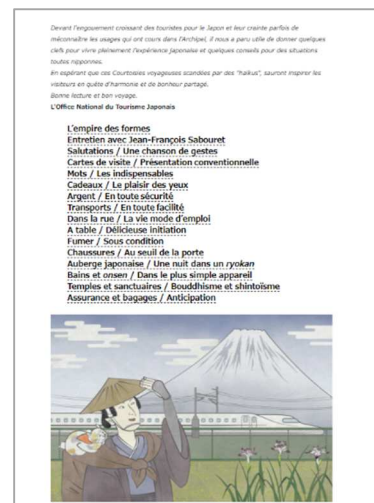 Devant l'engouement croissant des touristes pour le Japon et leur crainte parfois de
méconnaître les usages qui ont cours dans l'Archipel, il nous a paru utile de donner quelques
clefs pour vivre pleinement l'expérience japonaise et quelques conseils pour des situations
toutes nipponnes.
En espérant que ces Courtoisies voyageuses scandées par des "haïkus", sauront inspirer les
visiteurs en quête d'harmonie et de bonheur partagé.
Bonne lecture et bon voyage.
L'Office National du Tourisme Japonais
L'empire des formes
Entretien avec Jean-François Sabouret
Salutations / Une chanson de gestes
Cartes de visite / Présentation conventionnelle
Mots / Les indispensables
Cadeaux / Le plaisir des yeux
Argent / En toute sécurité
Transports / En toute facilité
Dans la rue / La vie mode d'emploi
A table / Délicieuse initiation
Fumer / Sous condition
Chaussures / Au seuil de la porte
Auberge japonaise / Une nuit dans un ryokan
Bains et onsen / Dans le plus simple appareil
Temples et sanctuaires / Bouddhisme et shintoïsme
Assurance et bagages / Anticipation